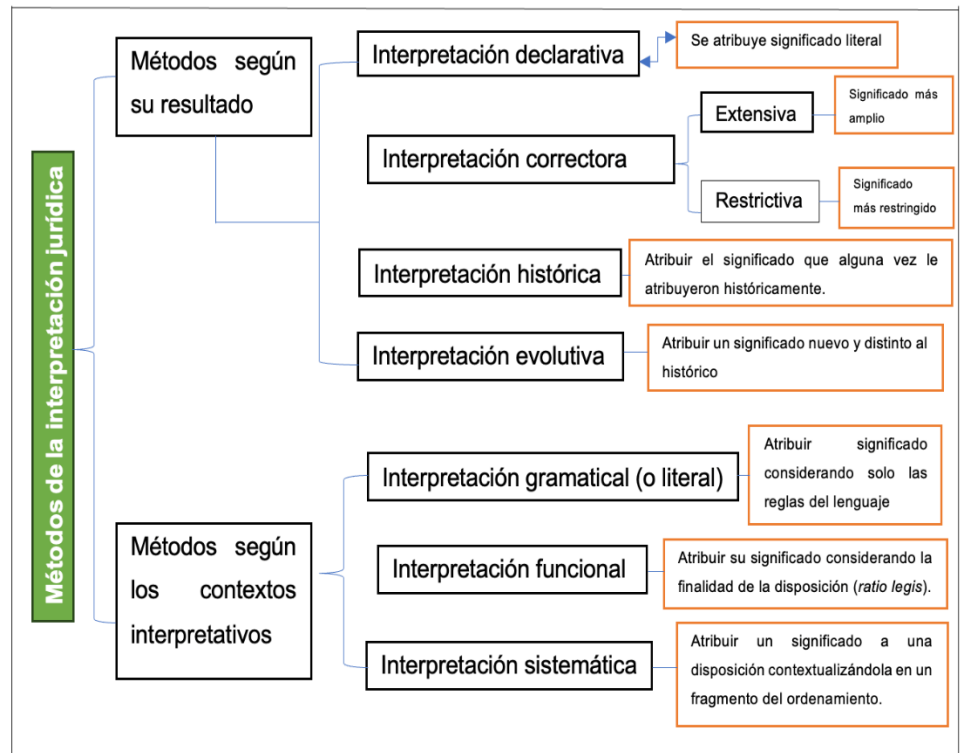 Métodos de la interpretación jurídica
Métodos según
su resultado
Interpretación declarativa
Se atribuye significado literal
Interpretación correctora
Extensiva
Significado más
amplio
Restrictiva
Significado
más restringido
Interpretación histórica
Atribuir el significado que alguna vez le
atribuyeron históricamente.
Interpretación evolutiva
Atribuir un significado nuevo y distinto al
histórico
Métodos según
los contextos
interpretativos
Interpretación gramatical (o literal)
Atribuir significado
considerando solo las
reglas del lenguaje
Interpretación funcional
Atribuir su significado considerando la
finalidad de la disposición (ratio legis).
Interpretación sistemática
Atribuir un significado a una
disposición contextualizándola en un
fragmento del ordenamiento.